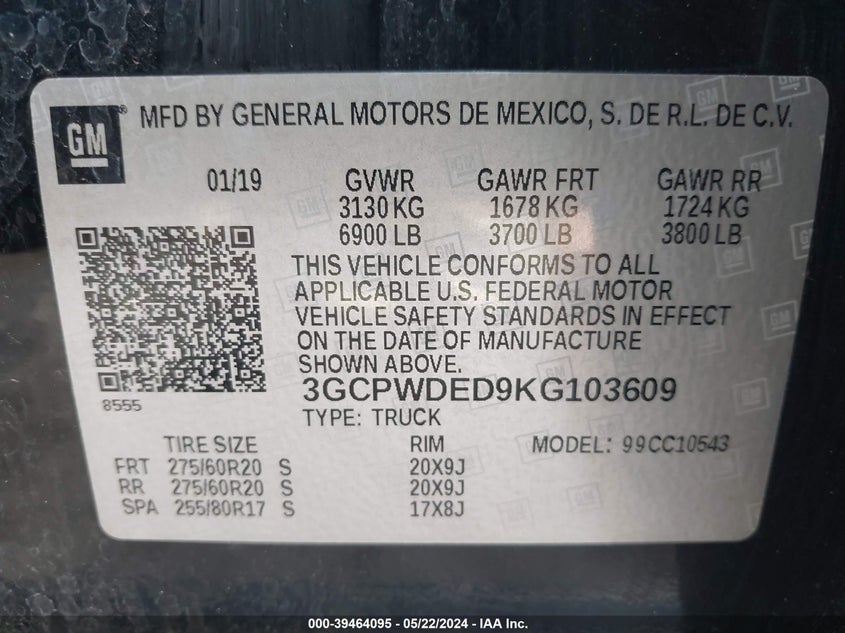 GM ® MFD BY GENERAL MOTORS DE MEXICO, S. DE R.L. DE C.V.
01/19 GVWR GAWR FRT GAWR RR
3130 KG 1678 KG 1724 KG
6900 LB 3700 LB 3800 LB
THIS VEHICLE CONFORMS TO ALL
APPLICABLE U.S. FEDERAL MOTOR
VEHICLE SAFETY STANDARDS IN EFFECT
ON THE DATE OF MANUFACTURE
SHOWN ABOVE.
8555
3GCPWDED9KG103609
TYPE: TRUCK
TIRE SIZE RIM MODEL: 99CC10543
FRT 275/60R20 S 20X9J
RR 275/60R20 S 20X9J
SPA 255/80R17 S 17X8J
000-39464095 - 05/22/2024 - IAA Inc.